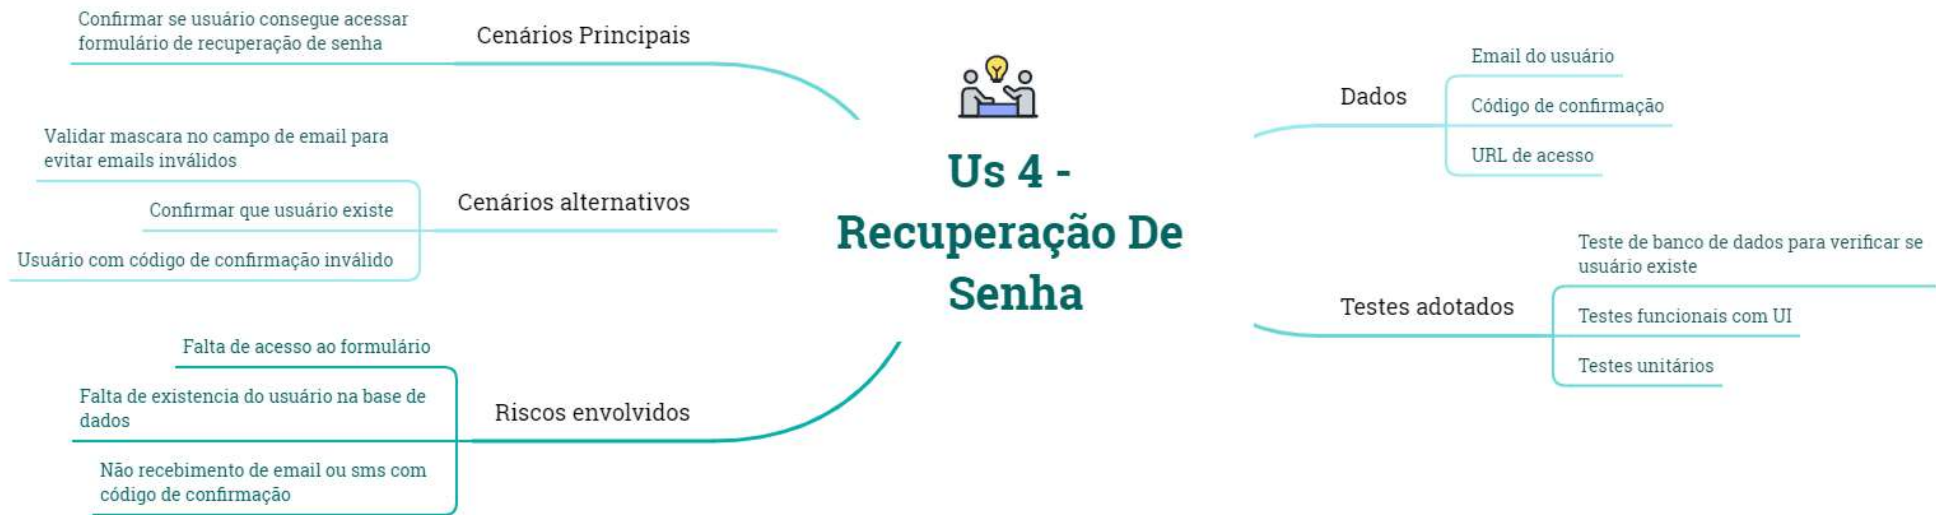 Confirmar se usuário consegue acessar
formulário de recuperação de senha
Cenários Principais
Validar mascara no campo de email para
evitar emails inválidos
Confirmar que usuário existe
Usuário com código de confirmação inválido
Cenários alternativos
Falta de acesso ao formulário
Falta de existencia do usuário na base de
dados
Não recebimento de email ou sms com
código de confirmação
Riscos envolvidos
Us 4 -
Recuperação De
Senha
Dados
Email do usuário
Código de confirmação
URL de acesso
Testes adotados
Teste de banco de dados para verificar se
usuário existe
Testes funcionais com UI
Testes unitários